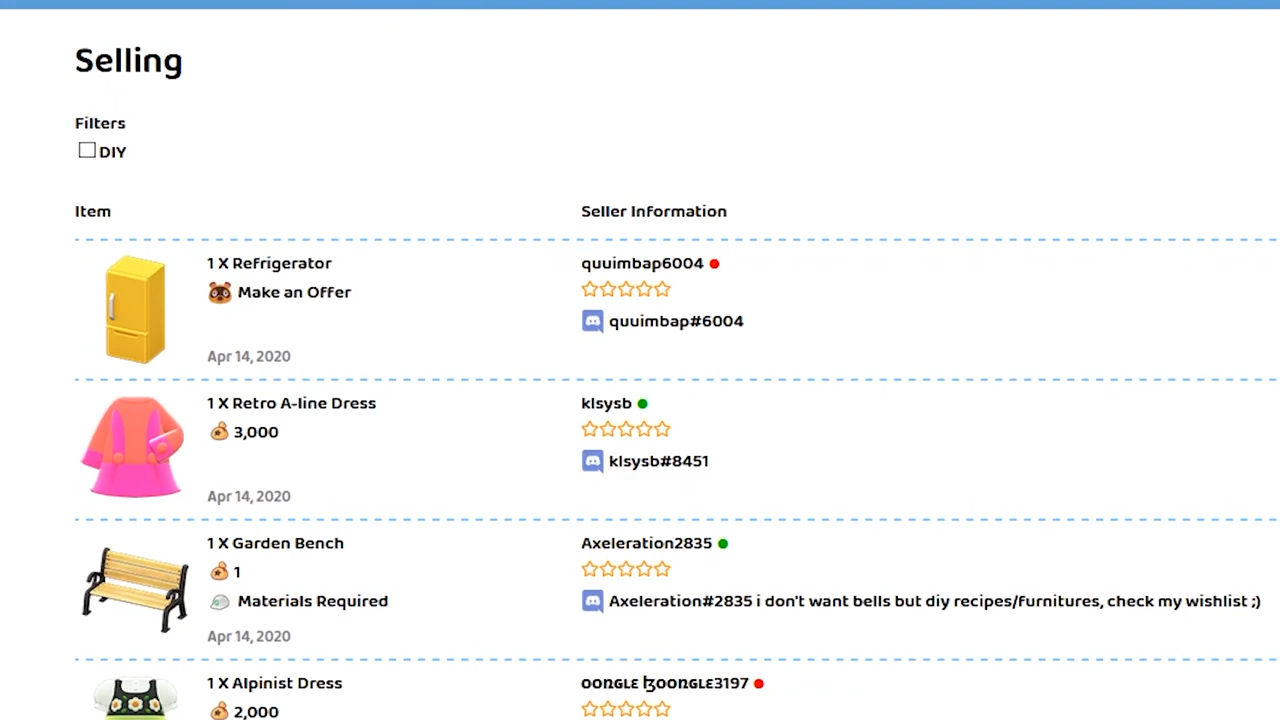 Selling
Filters
DIY
Item
Seller Information
1 X Refrigerator
Make an Offer
Apr 14, 2020
quuimbap6004
quuimbap#6004
1 X Retro A-line Dress
3,000
Apr 14, 2020
klsysb
klsysb#8451
1 X Garden Bench
1
Materials Required
Apr 14, 2020
Axeleration2835
Axeleration#2835 i don't want bells but diy recipes/furnitures, check my wishlist ;)
1 X Alpinist Dress
2,000